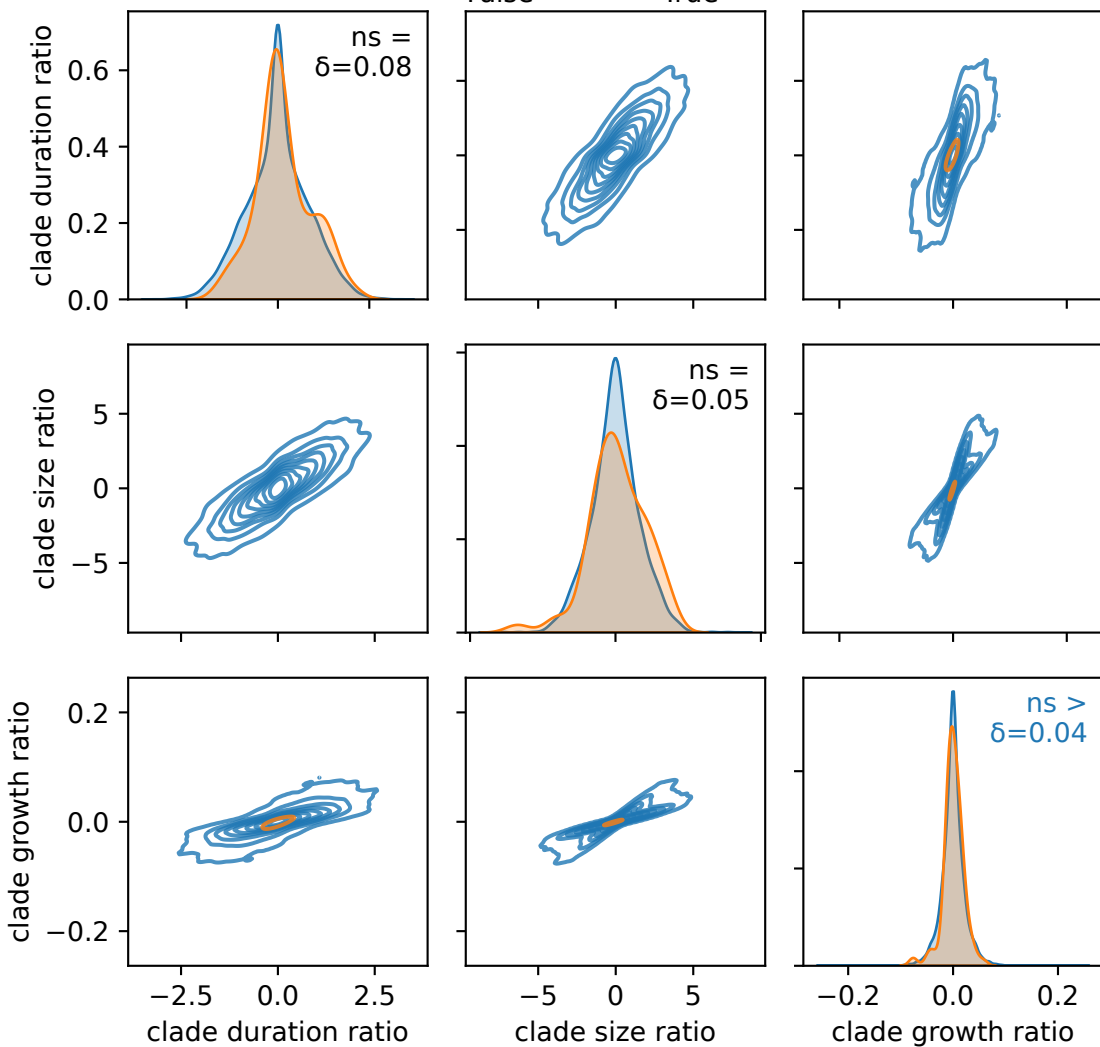 clade duration ratio
0.6
0.4
0.2
0.0
ns =
δ=0.08
clade size ratio
5
0
−5
ns =
δ=0.05
clade growth ratio
0.2
0.0
−0.2
ns >
δ=0.04
−2.5 0.0 2.5
−5 0 5
−0.2 0.0 0.2
clade duration ratio
clade size ratio
clade growth ratio